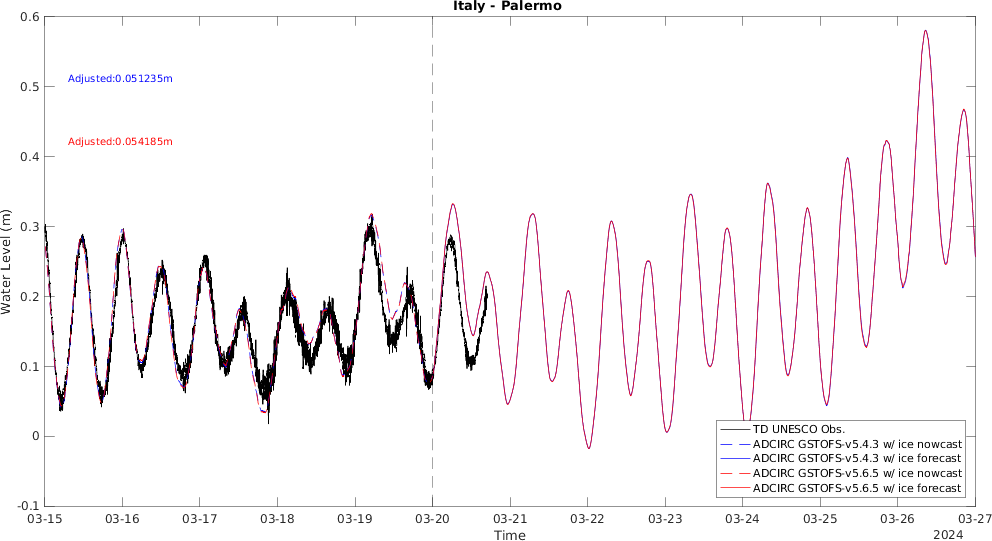 Italy - Palermo
0.6
0.5
0.4
0.3
0.2
0.1
0
-0.1
Water Level (m)
Adjusted:0.051235m
Adjusted:0.054185m
TD UNESCO Obs.
ADCIRC GSTOFS-v5.4.3 w/ ice nowcast
ADCIRC GSTOFS-v5.4.3 w/ ice forecast
ADCIRC GSTOFS-v5.6.5 w/ ice nowcast
ADCIRC GSTOFS-v5.6.5 w/ ice forecast
03-15 03-16 03-17 03-18 03-19 03-20 03-21 03-22 03-23 03-24 03-25 03-26 03-27
Time
2024